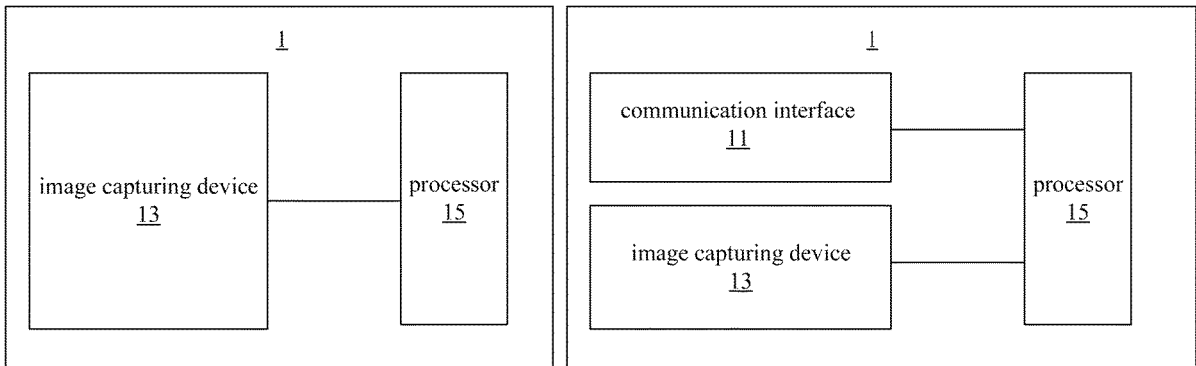 1
image capturing device
13
processor
15
1
communication interface
11
image capturing device
13
processor
15